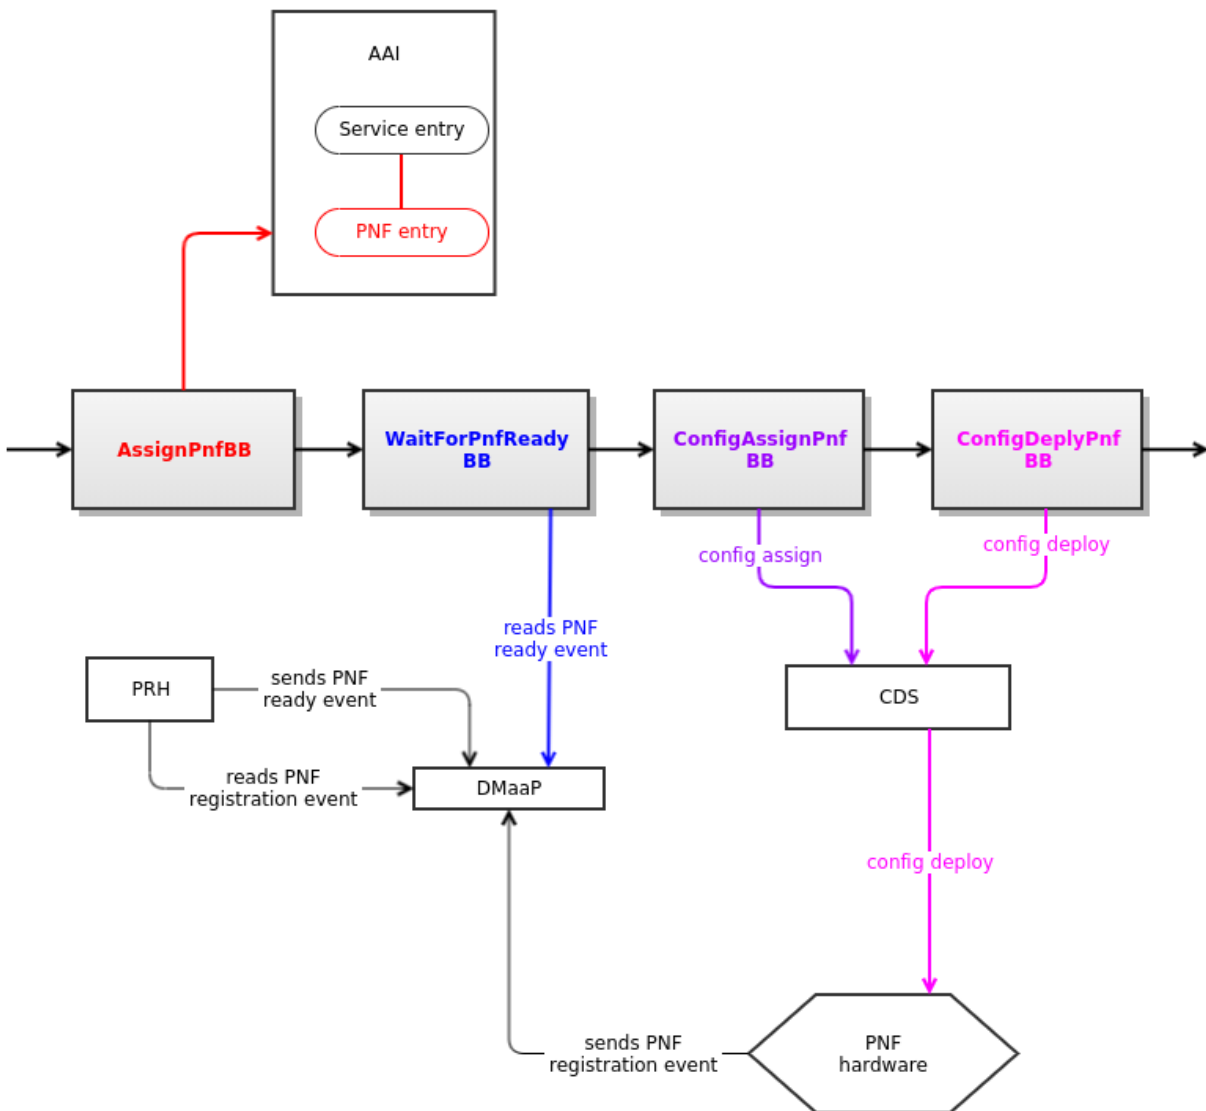 AAI
Service entry
PNF entry
AssignPnfBB
WaitForPnfReady
BB
ConfigAssignPnf
BB
ConfigDeplyPnf
BB
config assign
config deploy
reads PNF
ready event
PRH
sends PNF
ready event
CDS
reads PNF
registration event
DMaaP
config deploy
sends PNF
registration event
PNF
hardware